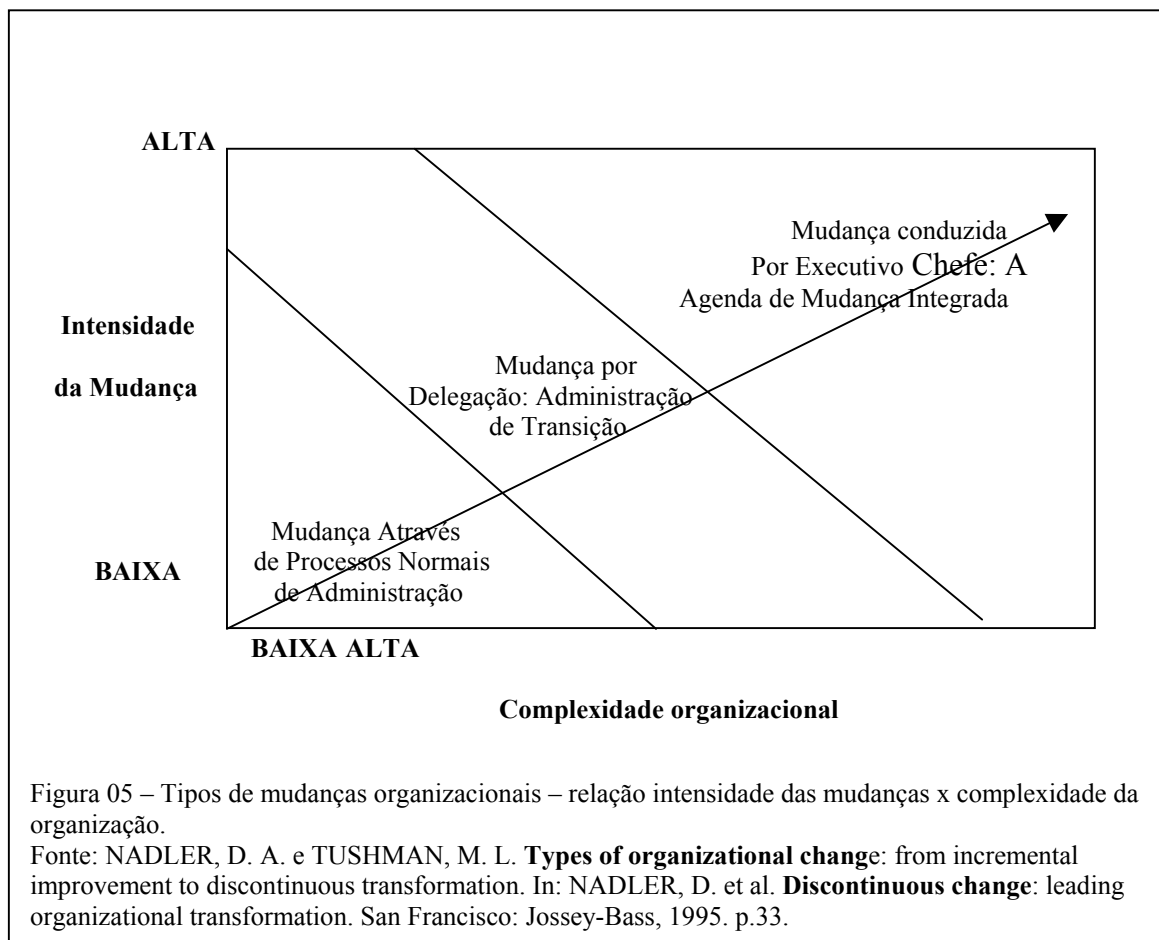 ALTA
Mudança conduzida
Por Executivo Chefe: A
Agenda de Mudança Integrada
Intensidade
da Mudança
Mudança por
Delegação: Administração
de Transição
Mudança Através
de Processos Normais
de Administração
BAIXA
BAIXA ALTA
Complexidade organizacional
Figura 05 – Tipos de mudanças organizacionais – relação intensidade das mudanças x complexidade da
organização.
Fonte: NADLER, D. A. e TUSHMAN, M. L. Types of organizational change: from incremental
improvement to discontinuous transformation. In: NADLER, D. et al. Discontinuous change: leading
organizational transformation. San Francisco: Jossey-Bass, 1995. p.33.